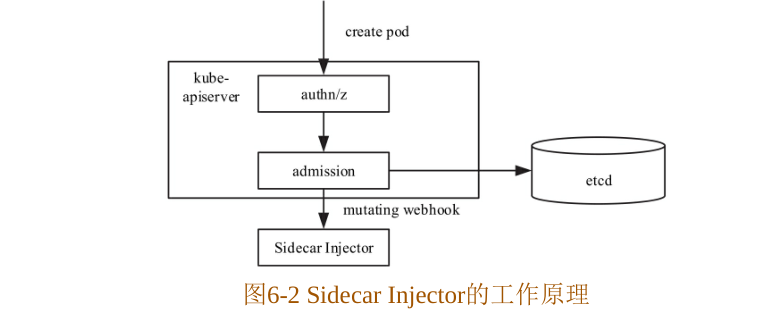 create pod
kube-
apiserver
authn/z
admission
etcd
mutating webhook
Sidecar Injector
图6-2 Sidecar Injector的工作原理